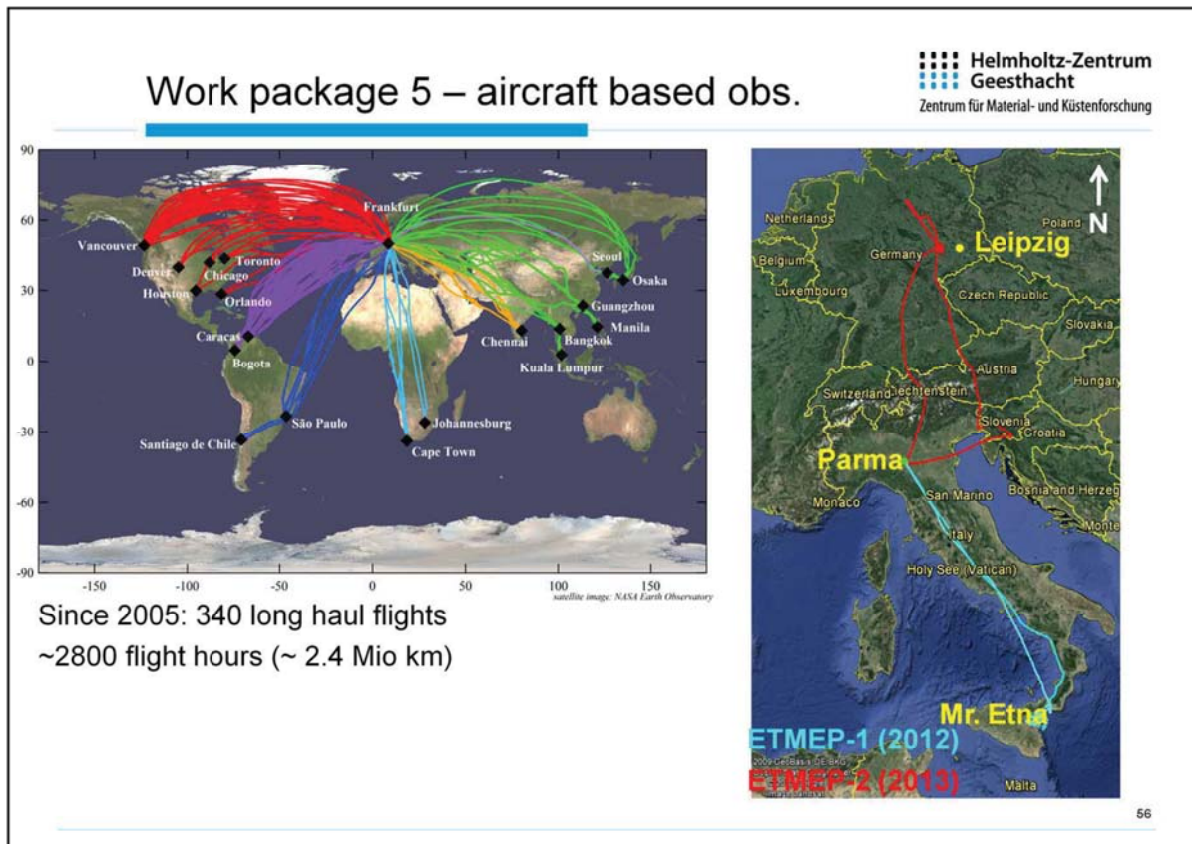 Work package 5 – aircraft based obs.
Helmholtz-Zentrum
Geesthacht
Zentrum für Material- und Küstenforschung
90
60
30
0
-30
-60
-90
-150
-100
-50
0
50
100
150
Frankfurt
Vancouver
Denver
Toronto
Chicago
Houston
Orlando
Caracas
Bogota
São Paulo
Santiago de Chile
Johannesburg
Cape Town
Seoul
Osaka
Guangzhou
Manila
Chennai
Bangkok
Kuala Lumpur
satellite image: NASA Earth Observatory
Since 2005: 340 long haul flights
~2800 flight hours (~ 2.4 Mio km)
N
Netherlands
Poland
Germany
Leipzig
Belgium
Luxembourg
Czech Republic
Slovakia
Austria
Hungary
Switzerland
Slovenia
Croatia
Parma
San Marino
Bosnia and Herzeg
Monaco
Monte
Italy
Holy See (Vatican)
Mr. Etna
ETMEP-1 (2012)
ETMEP-2 (2013)
Malta
56